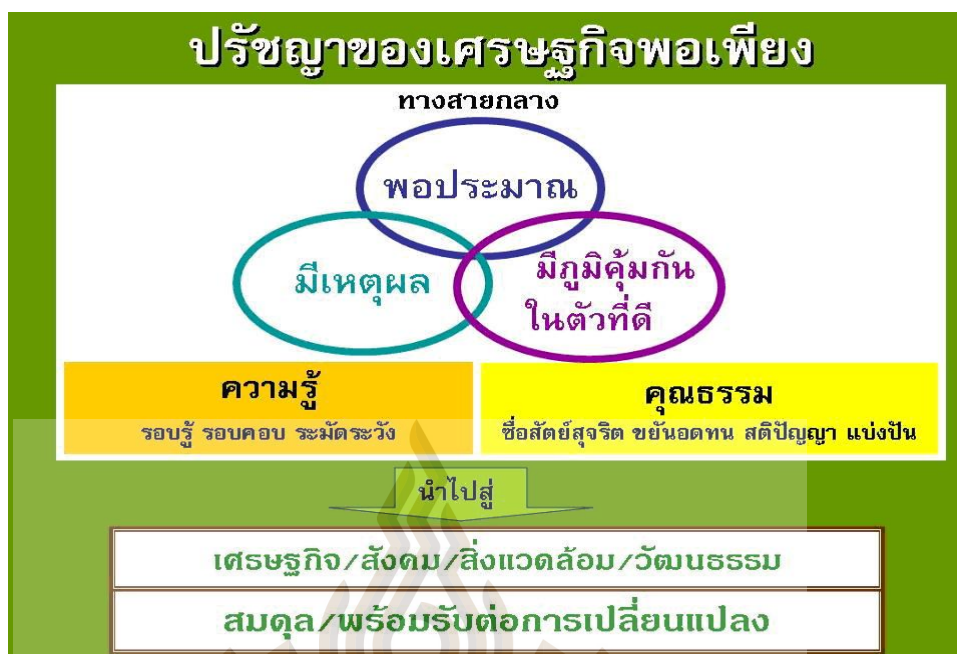 ปรัชญาของเศรษฐกิจพอเพียง
ทางสายกลาง
พอประมาณ
มีเหตุผล
มีภูมิคุ้มกัน
ในตัวที่ดี
ความรู้
รอบรู้ รอบคอบ ระมัดระวัง
คุณธรรม
ซื่อสัตย์สุจริต ขยันอดทน สติปัญญา แบ่งปัน
นำไปสู่
เศรษฐกิจ/สังคม/สิ่งแวดล้อม/วัฒนธรรม
สมดุล/พร้อมรับต่อการเปลี่ยนแปลง